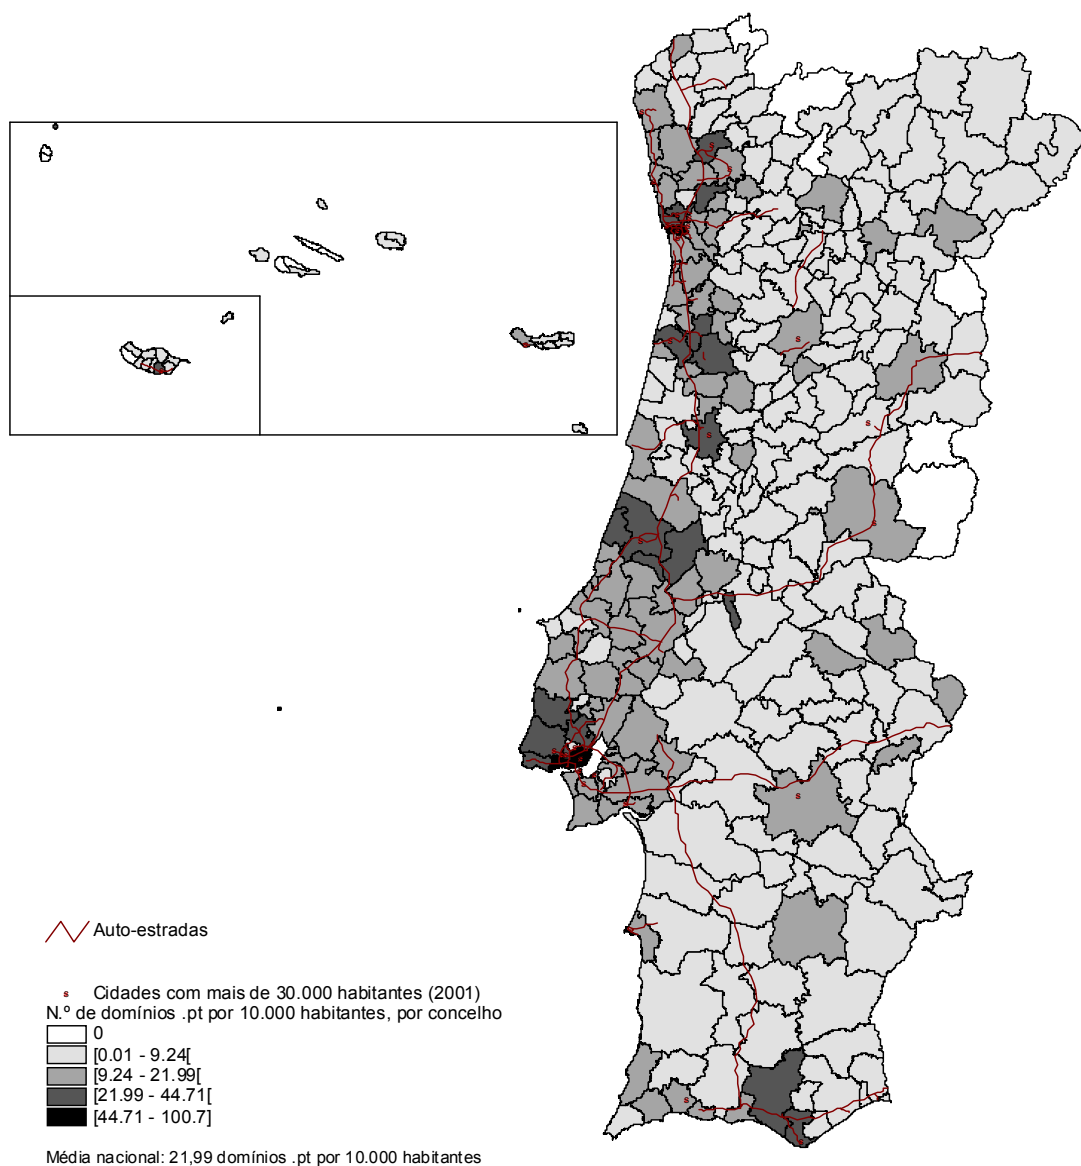 Auto-estradas
s Cidades com mais de 30.000 habitantes (2001)
N.º de domínios .pt por 10.000 habitantes, por concelho
0
[0.01 - 9.24[
[9.24 - 21.99[
[21.99 - 44.71[
[44.71 - 100.7]
Média nacional: 21,99 domínios .pt por 10.000 habitantes